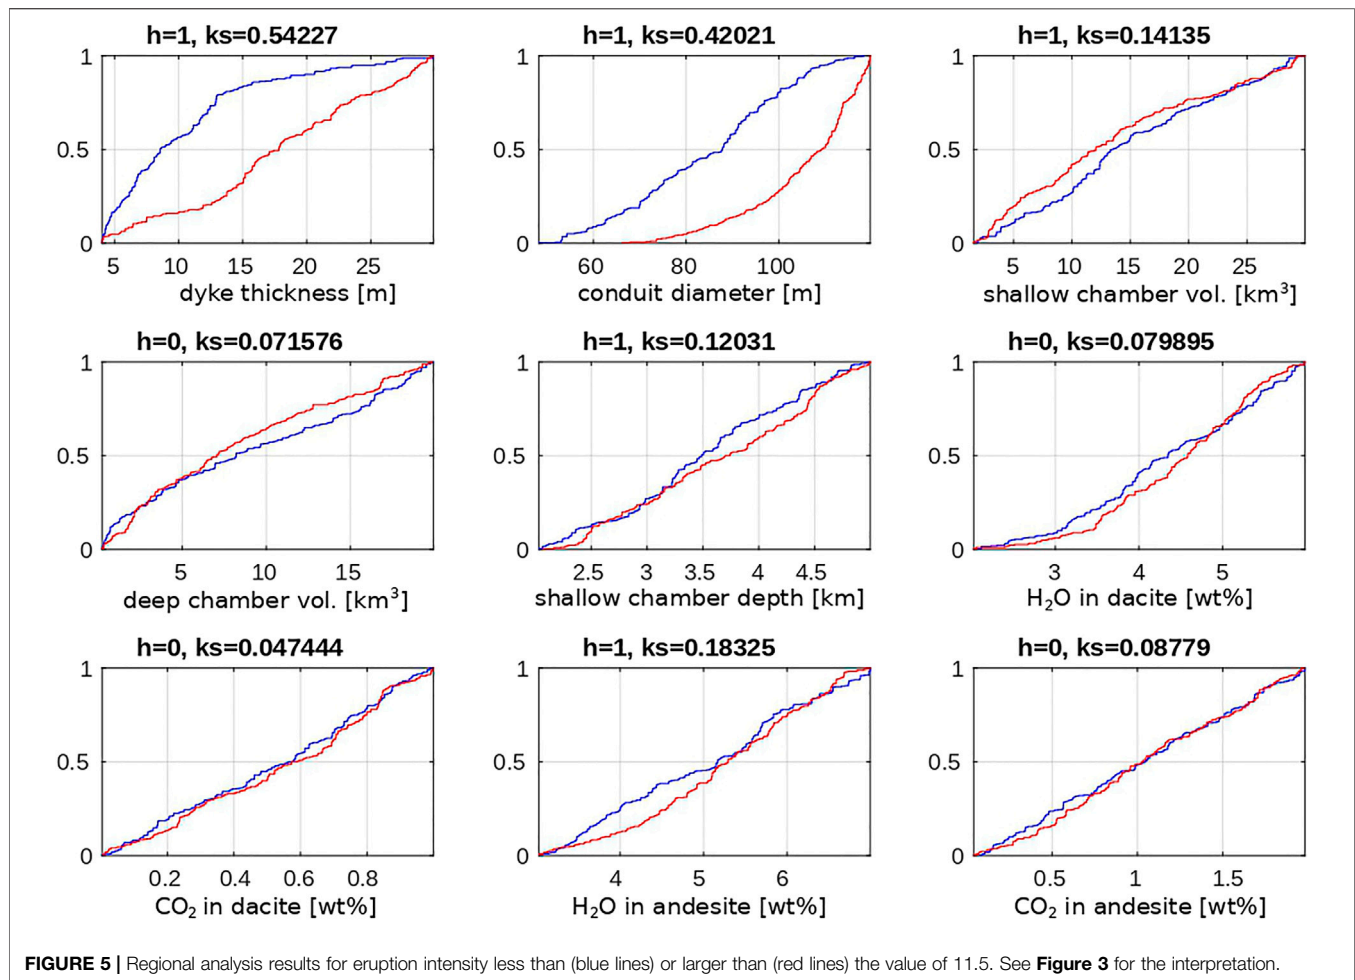 h=1, ks=0.54227
h=1, ks=0.42021
h=1, ks=0.14135
1
0.5
0
5 10 15 20 25
dyke thickness [m]
1
0.5
0
60 80 100
conduit diameter [m]
1
0.5
0
5 10 15 20 25
shallow chamber vol. [km³]
h=0, ks=0.071576
h=1, ks=0.12031
h=0, ks=0.079895
1
0.5
0
5 10 15
deep chamber vol. [km³]
1
0.5
0
2.5 3 3.5 4 4.5
shallow chamber depth [km]
1
0.5
0
3 4 5
H₂O in dacite [wt%]
h=0, ks=0.047444
h=1, ks=0.18325
h=0, ks=0.08779
1
0.5
0
0.2 0.4 0.6 0.8
CO₂ in dacite [wt%]
1
0.5
0
4 5 6
H₂O in andesite [wt%]
1
0.5
0
0.5 1 1.5
CO₂ in andesite [wt%]
FIGURE 5 | Regional analysis results for eruption intensity less than (blue lines) or larger than (red lines) the value of 11.5. See Figure 3 for the interpretation.